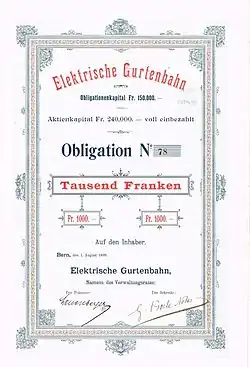 Elektrische Gurtenbahn
Obligationenkapital Fr. 150,000. —
Aktienkapital Fr. 240,000. — voll einbezahlt
Obligation No 78
Tausend Franken
Fr. 1000. — Fr. 1000. —
Auf den Inhaber.
Bern, den 1. August
Elektrische Gurtenbahn,
Namens des Verwaltungsrates:
Der Präsident: Der Sekretär: